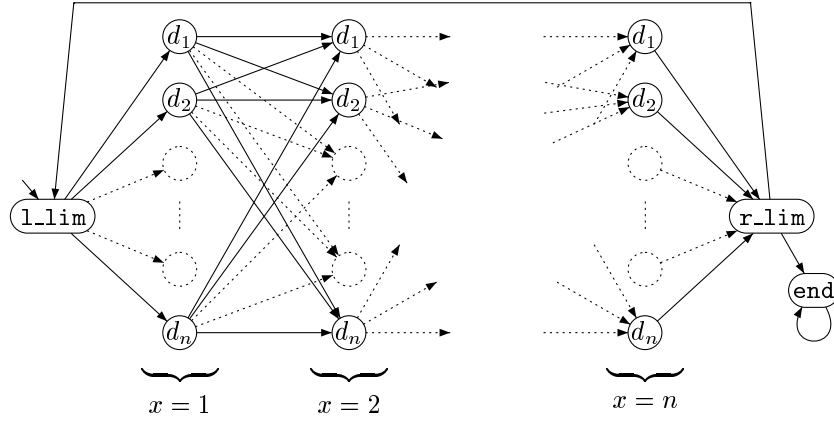 d1 d1 d1
d2 d2 d2
l_lim r_lim
end
dn dn dn
x = 1 x = 2 x = n